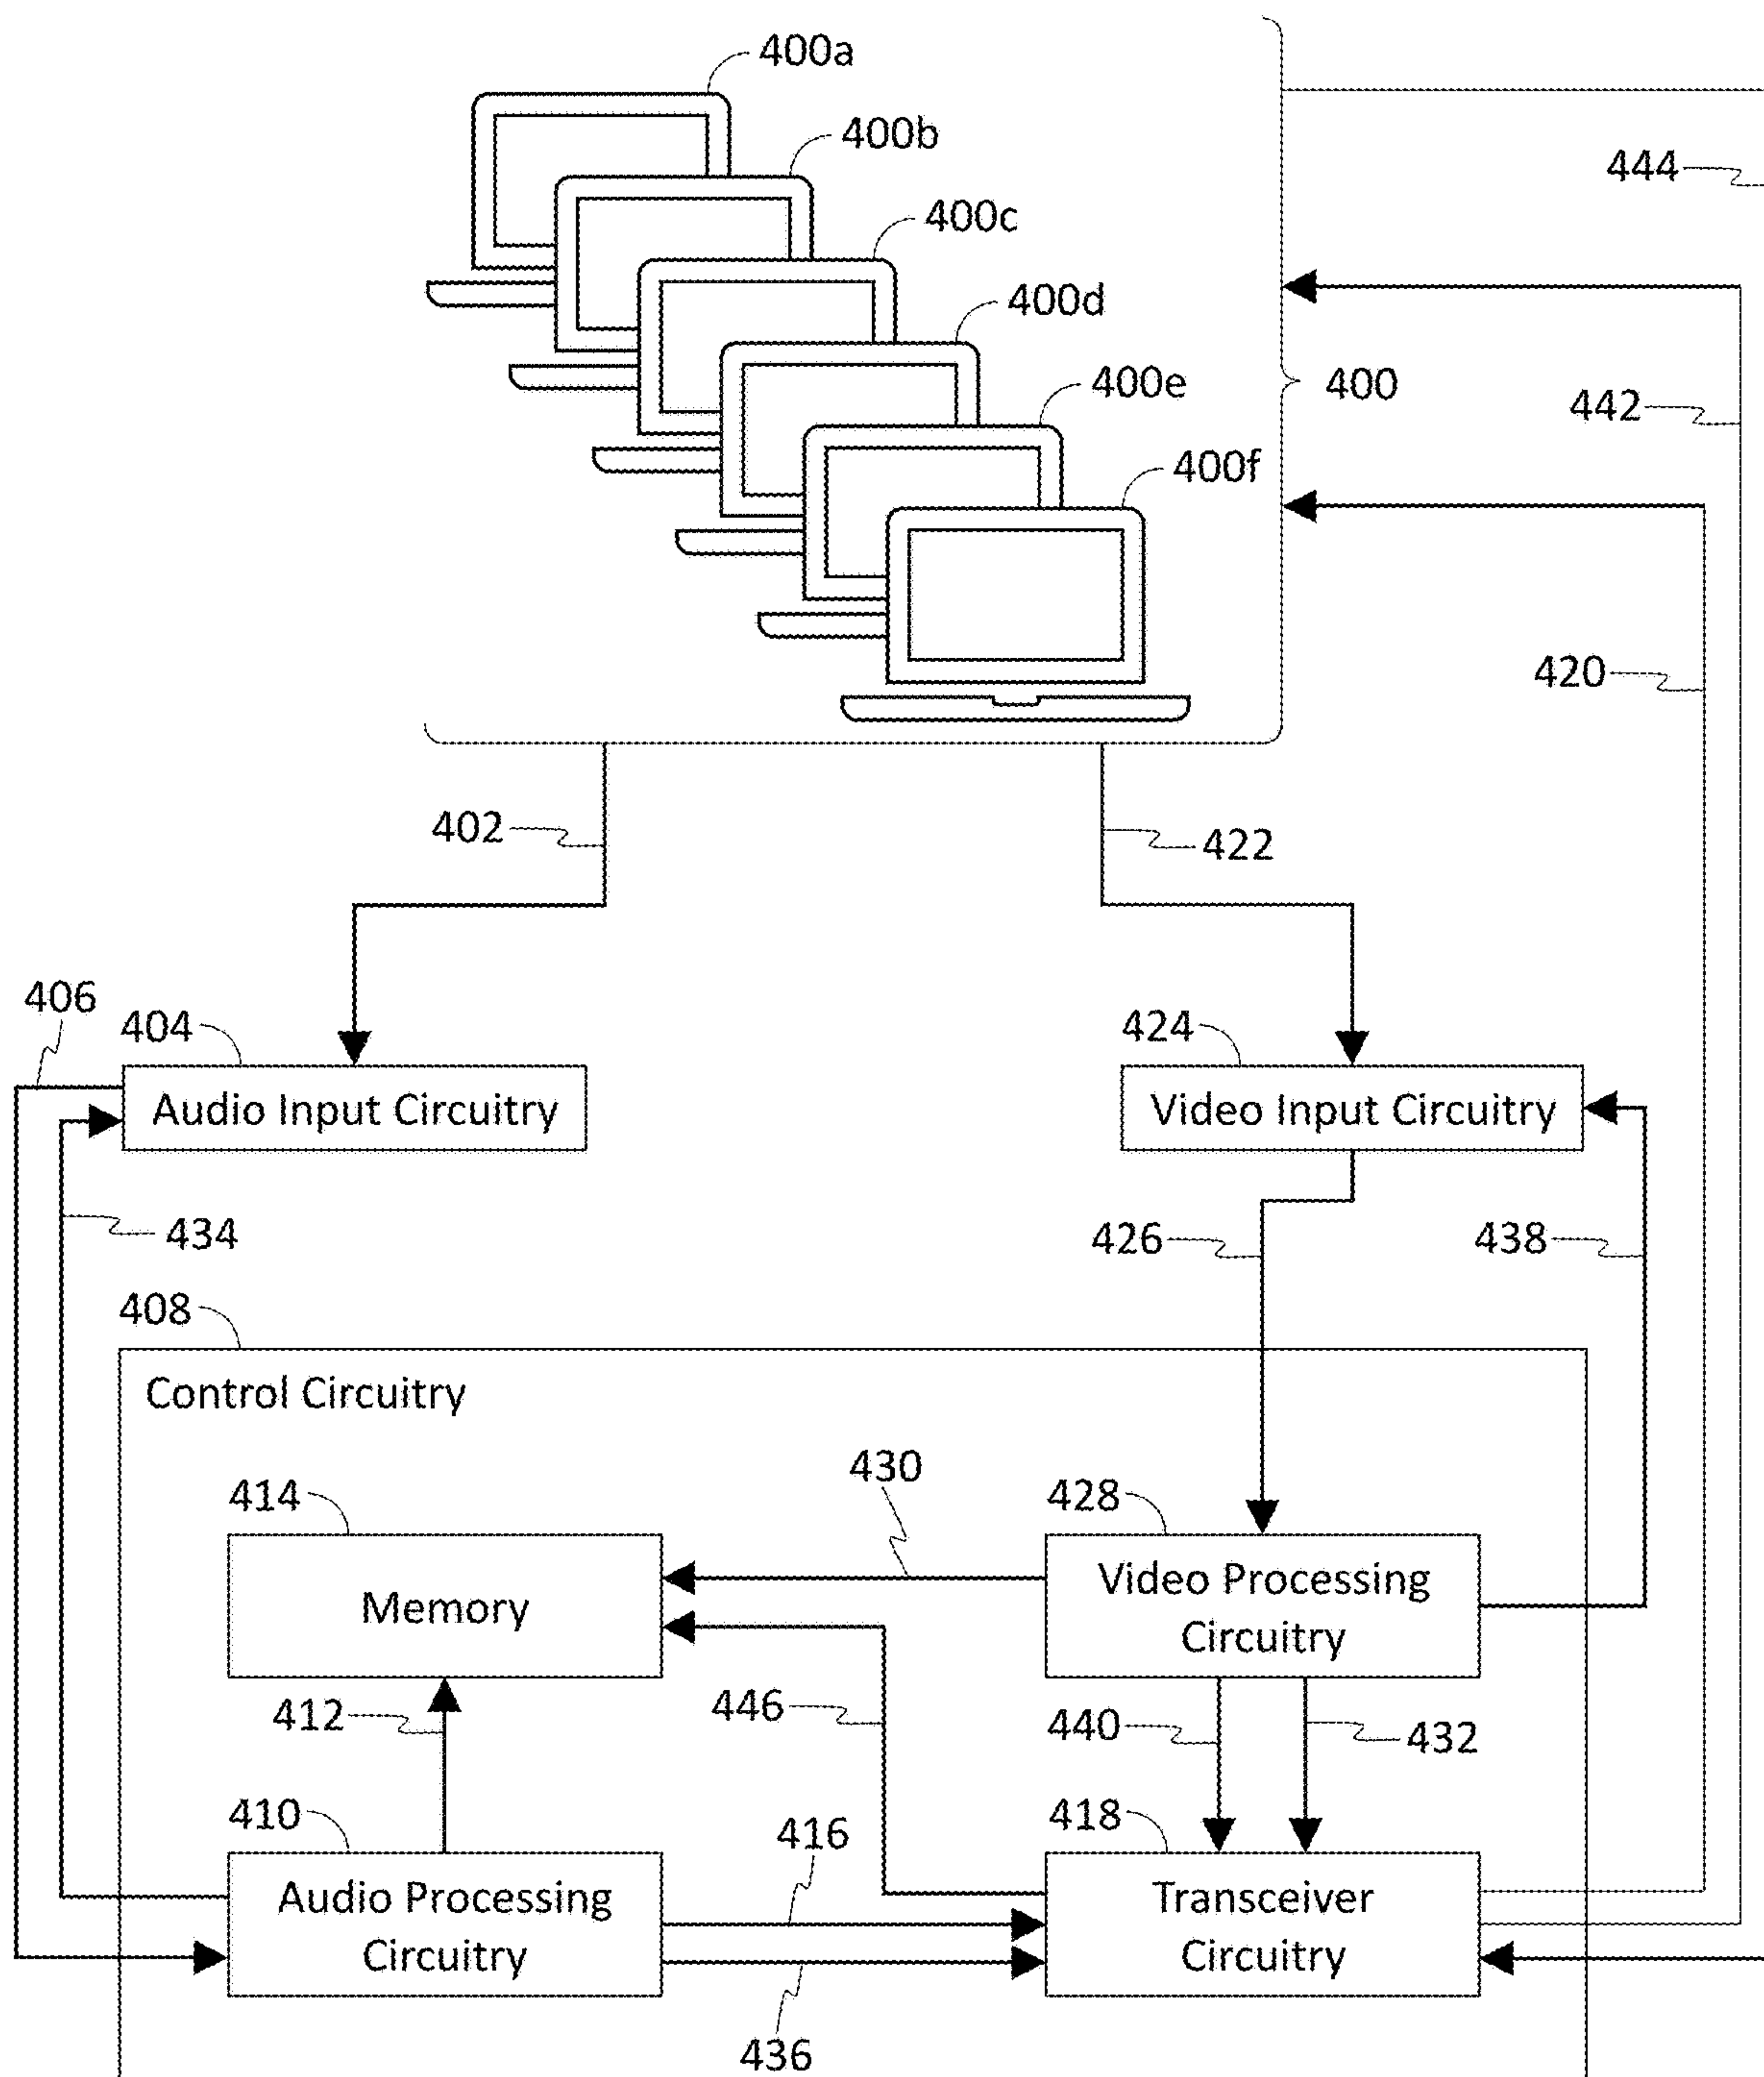 400a
400b
444
400c
400d
400e
400
442
400f
420
402
422
406
404
424
Audio Input Circuitry
Video Input Circuitry
434
426
438
408
Control Circuitry
430
414
428
Memory
Video Processing
Circuitry
412
446
440
432
410
416
418
Audio Processing
Circuitry
Transceiver
Circuitry
436